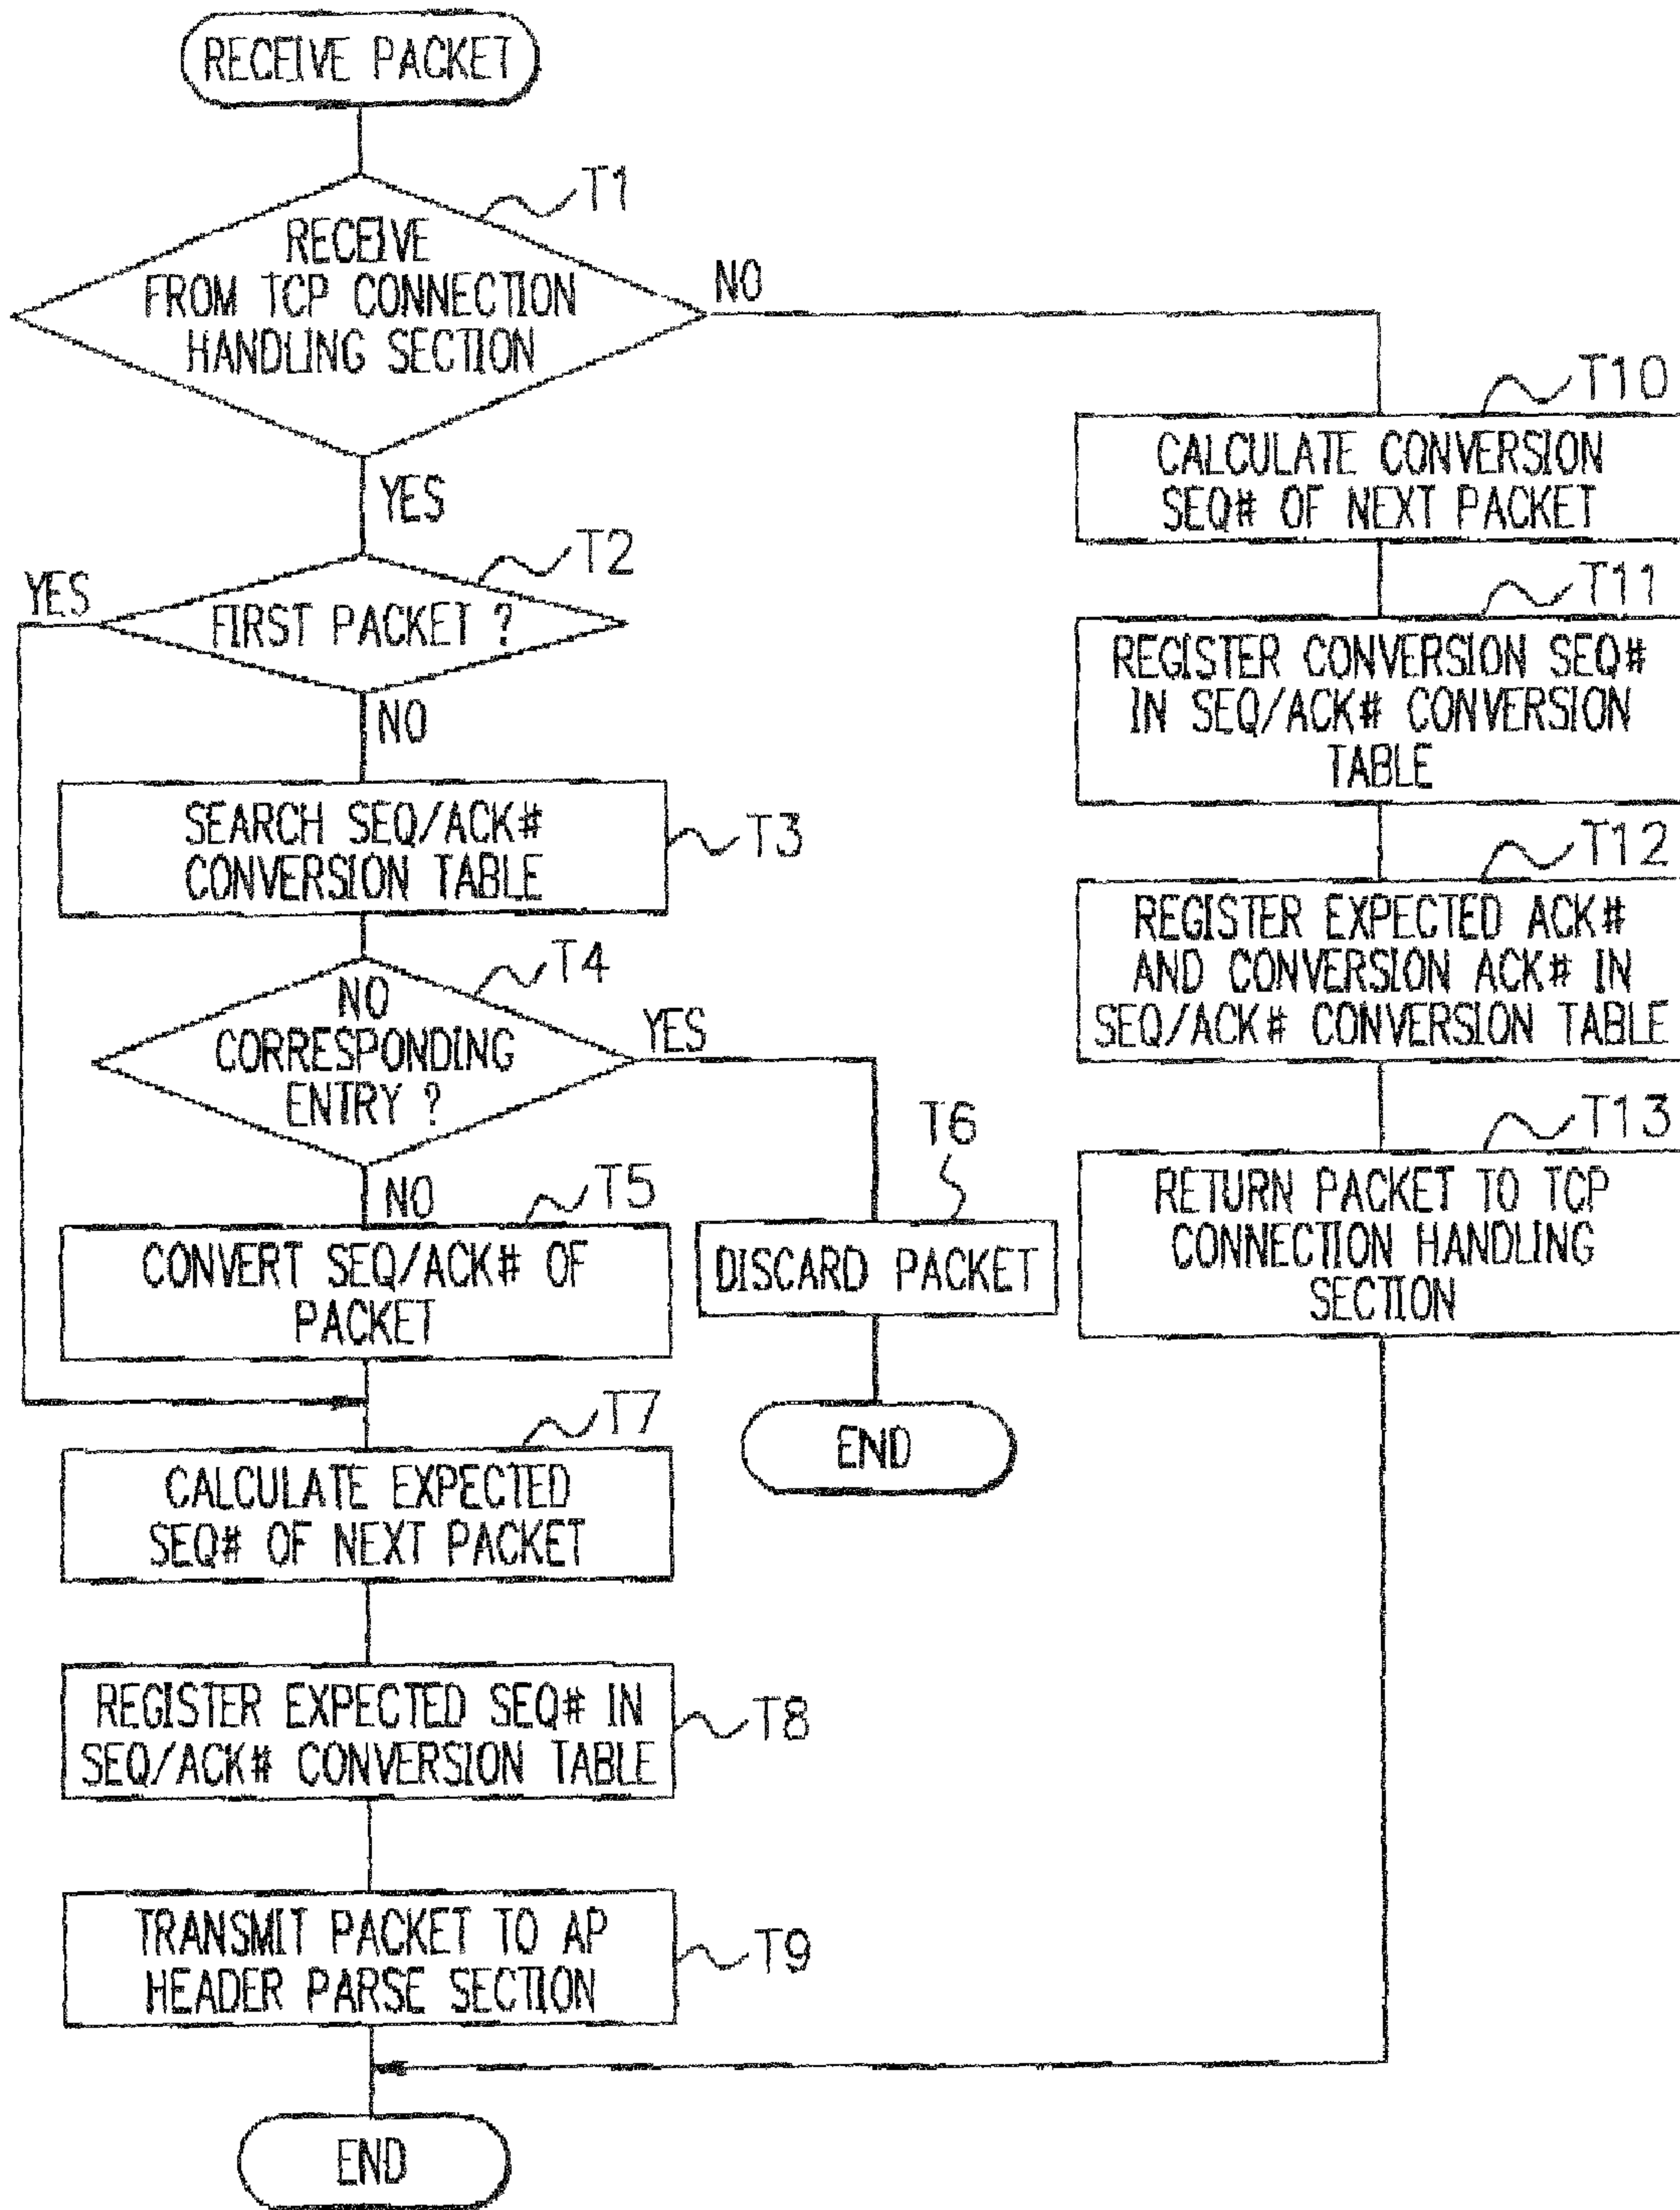 RECEIVE PACKET
T1
RECEIVE
FROM TCP CONNECTION
HANDLING SECTION
NO
YES
T2
YES
FIRST PACKET ?
NO
SEARCH SEQ/ACK#
CONVERSION TABLE
T3
T4
NO
CORRESPONDING
ENTRY ?
YES
NO
T5
CONVERT SEQ/ACK# OF
PACKET
T6
DISCARD PACKET
END
T7
CALCULATE EXPECTED
SEQ# OF NEXT PACKET
REGISTER EXPECTED SEQ# IN
SEQ/ACK# CONVERSION TABLE
T8
TRANSMIT PACKET TO AP
HEADER PARSE SECTION
T9
T10
CALCULATE CONVERSION
SEQ# OF NEXT PACKET
T11
REGISTER CONVERSION SEQ#
IN SEQ/ACK# CONVERSION
TABLE
T12
REGISTER EXPECTED ACK#
AND CONVERSION ACK# IN
SEQ/ACK# CONVERSION TABLE
T13
RETURN PACKET TO TCP
CONNECTION HANDLING
SECTION
END